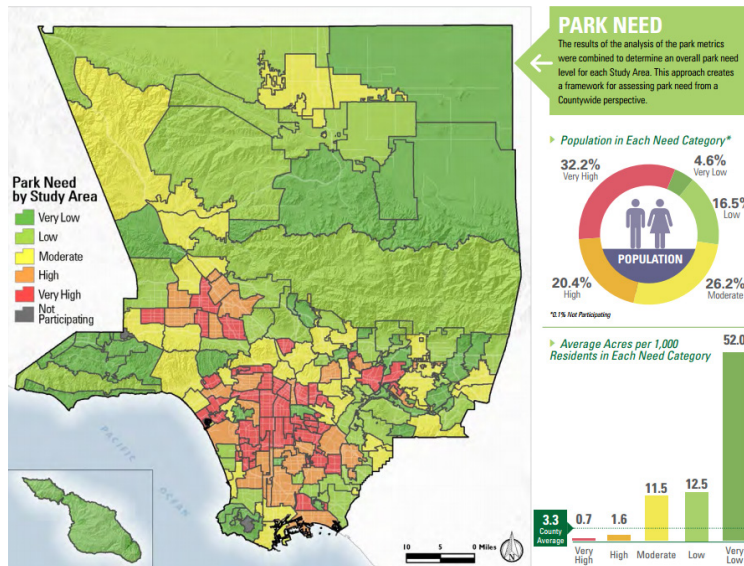 PARK NEED
The results of the analysis of the park metrics
were combined to determine an overall park need
level for each Study Area. This approach creates
a framework for assessing park need from a
Countywide perspective.
Population in Each Need Category*
32.2%
Very High
4.6%
Very Low
16.5%
Low
POPULATION
20.4%
High
26.2%
Moderate
*0.1% Not Participating
Average Acres per 1,000
Residents in Each Need Category
52.0
11.5
12.5
3.3
County
Average
0.7
1.6
Very
High
High
Moderate
Low
Very
Low
Park Need
by Study Area
Very Low
Low
Moderate
High
Very High
Not
Participating
PACIFIC
OCEAN
10 5 0 Miles
N